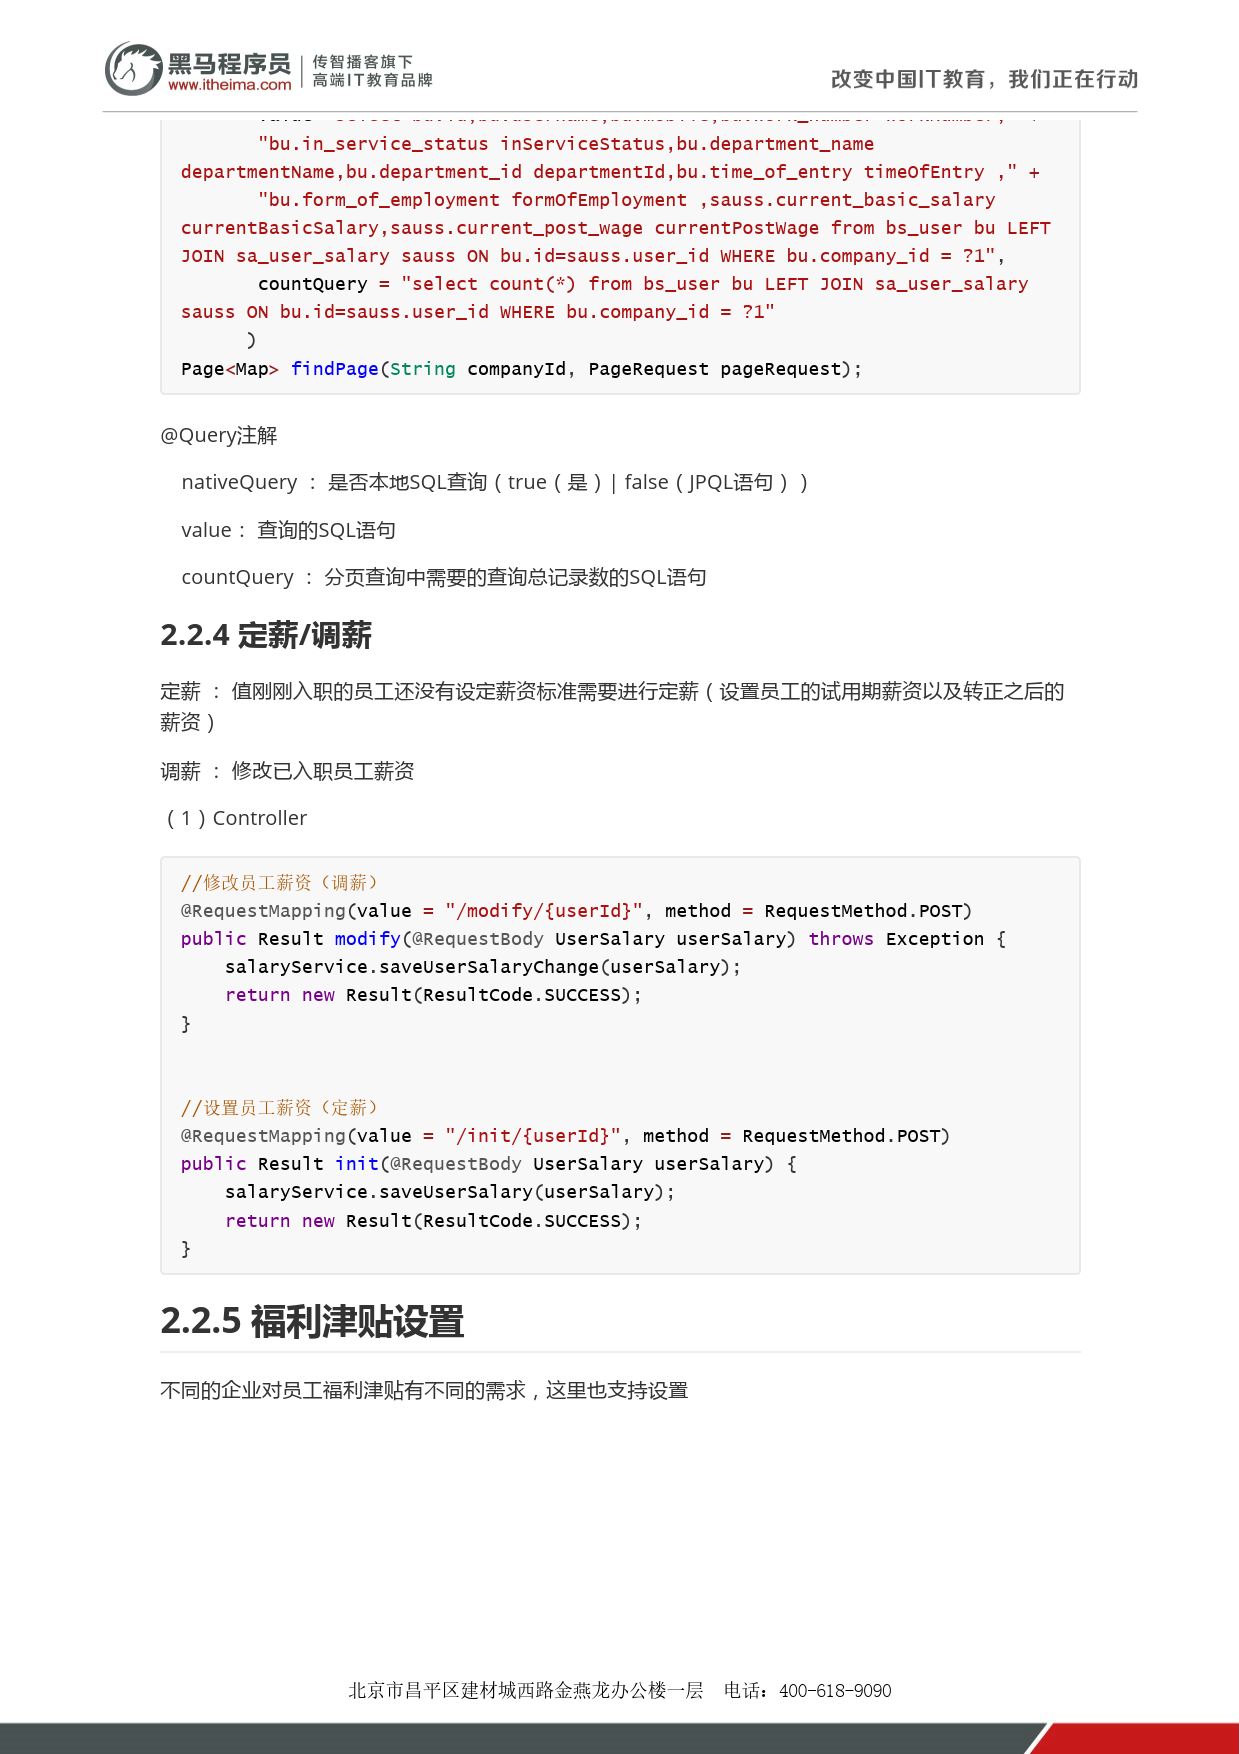 黑马程序员
www.itheima.com
传智播客旗下
高端IT教育品牌
改变中国IT教育，我们正在行动
"bu.in_service_status inServiceStatus,bu.department_name
departmentName,bu.department_id departmentId,bu.time_of_entry timeOfEntry ," +
"bu.form_of_employment formOfEmployment ,sauss.current_basic_salary
currentBasicSalary,sauss.current_post_wage currentPostWage from bs_user bu LEFT
JOIN sa_user_salary sauss ON bu.id=sauss.user_id WHERE bu.company_id = ?1",
countQuery = "select count(*) from bs_user bu LEFT JOIN sa_user_salary
sauss ON bu.id=sauss.user_id WHERE bu.company_id = ?1"
)
Page<Map> findPage(String companyId, PageRequest pageRequest);
@Query注解
nativeQuery ： 是否本地SQL查询（true（是）| false（JPQL语句））
value： 查询的SQL语句
countQuery ： 分页查询中需要的查询总记录数的SQL语句
2.2.4 定薪/调薪
定薪 ： 值刚刚入职的员工还没有设定薪资标准需要进行定薪（设置员工的试用期薪资以及转正之后的
薪资）
调薪 ： 修改已入职员工薪资
（1）Controller
//修改员工薪资（调薪）
@RequestMapping(value = "/modify/{userId}", method = RequestMethod.POST)
public Result modify(@RequestBody UserSalary userSalary) throws Exception {
salaryService.saveUserSalaryChange(userSalary);
return new Result(ResultCode.SUCCESS);
}
//设置员工薪资（定薪）
@RequestMapping(value = "/init/{userId}", method = RequestMethod.POST)
public Result init(@RequestBody UserSalary userSalary) {
salaryService.saveUserSalary(userSalary);
return new Result(ResultCode.SUCCESS);
}
2.2.5 福利津贴设置
不同的企业对员工福利津贴有不同的需求，这里也支持设置
北京市昌平区建材城西路金燕龙办公楼一层 电话：400-618-9090